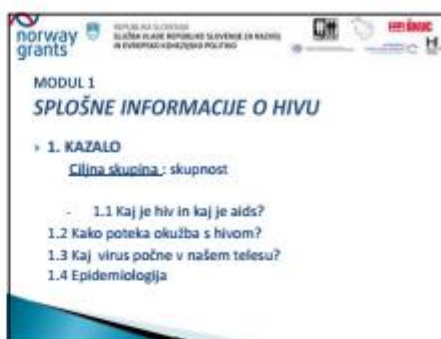 norway
grants
REPUBLIKA SLOVENIJA
SLUŽBA VLADE REPUBLIKE SLOVENIJE ZA RAZVOJ
IN EVROPSKO KOHEZIJSKO POLITIKO
ŠKUC
MODUL 1
SPLOŠNE INFORMACIJE O HIVU
1. KAZALO
Ciljna skupina : skupnost
- 1.1 Kaj je hiv in kaj je aids?
1.2 Kako poteka okužba s hivom?
1.3 Kaj virus počne v našem telesu?
1.4 Epidemiologija